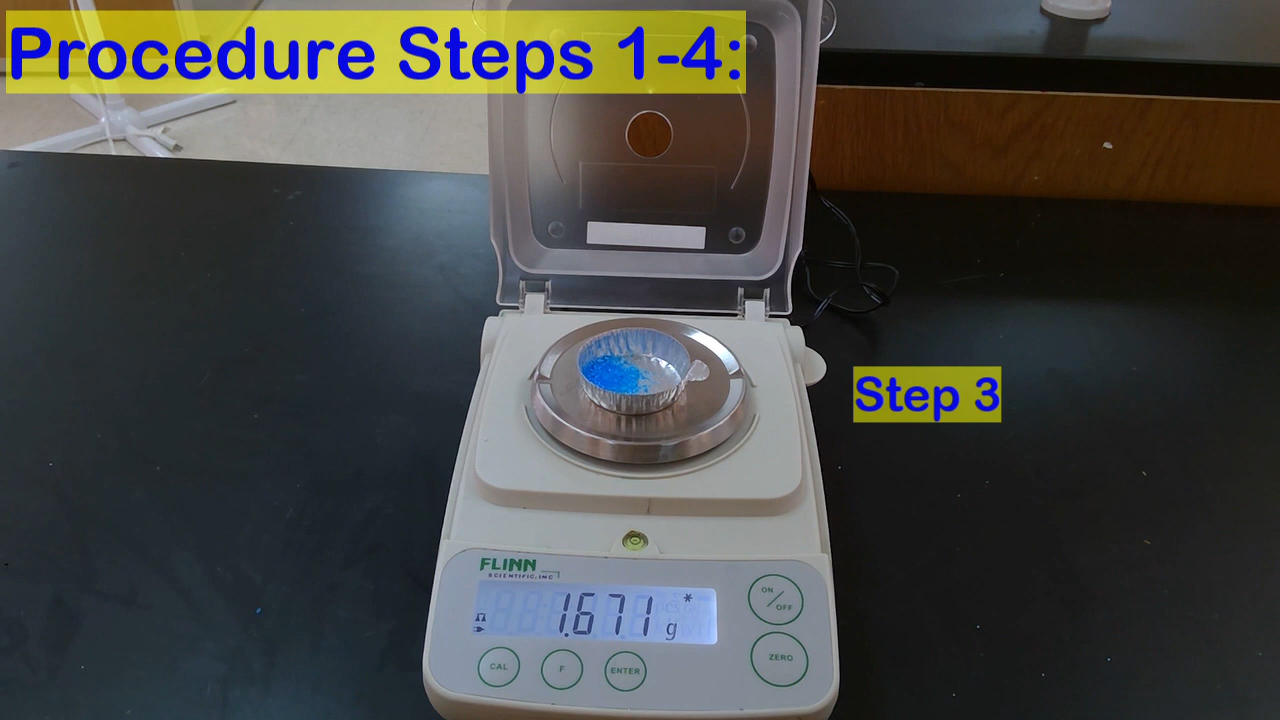 Procedure Steps 1-4:
Step 3
FLINN
SCIENTIFIC, INC
1.671 g
*
ON/OFF
ZERO
CAL
F
ENTER